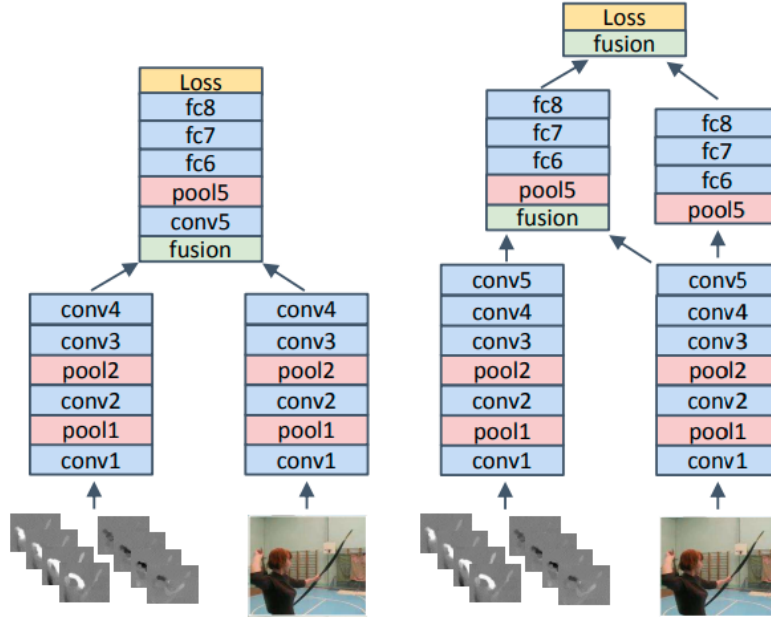 Loss
fc8
fc7
fc6
pool5
conv5
fusion
conv4
conv3
pool2
conv2
pool1
conv1
conv4
conv3
pool2
conv2
pool1
conv1
Loss
fusion
fc8
fc7
fc6
pool5
fusion
fc8
fc7
fc6
pool5
conv5
conv4
conv3
pool2
conv2
pool1
conv1
conv5
conv4
conv3
pool2
conv2
pool1
conv1